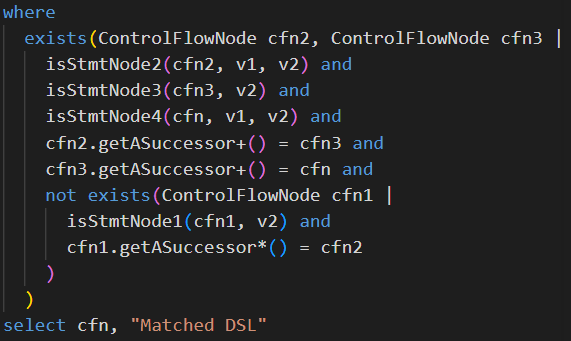 where
  exists(ControlFlowNode cfn2, ControlFlowNode cfn3 |
    isStmtNode2(cfn2, v1, v2) and
    isStmtNode3(cfn3, v2) and
    isStmtNode4(cfn, v1, v2) and
    cfn2.getASuccessor+() = cfn3 and
    cfn3.getASuccessor+() = cfn and
    not exists(ControlFlowNode cfn1 |
      isStmtNode1(cfn1, v2) and
      cfn1.getASuccessor*() = cfn2
    )
  )
select cfn, "Matched DSL"